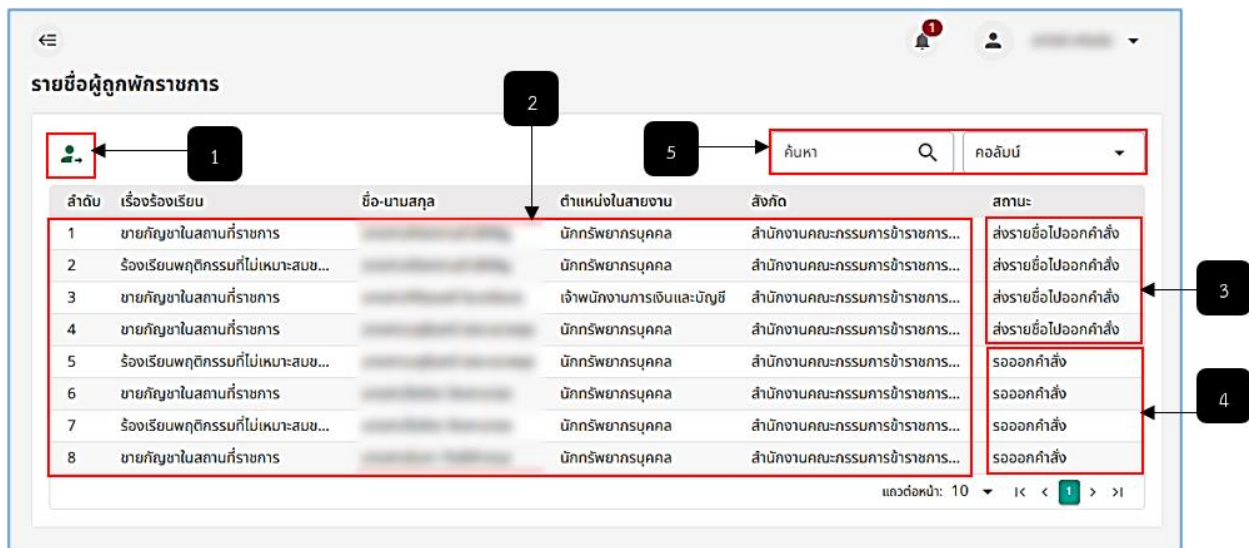 1
รายชื่อผู้ถูกพักราชการ
2
1
5
ค้นหา
คอลัมน์
ลำดับ เรื่องร้องเรียน ชื่อ-นามสกุล ตำแหน่งในสายงาน สังกัด สถานะ
1 ขายกัญชาในสถานที่ราชการ นักทรัพยากรบุคคล สำนักงานคณะกรรมการข้าราชการ... ส่งรายชื่อไปออกคำสั่ง
2 ร้องเรียนพฤติกรรมที่ไม่เหมาะสมข... นักทรัพยากรบุคคล สำนักงานคณะกรรมการข้าราชการ... ส่งรายชื่อไปออกคำสั่ง
3 ขายกัญชาในสถานที่ราชการ เจ้าพนักงานการเงินและบัญชี สำนักงานคณะกรรมการข้าราชการ... ส่งรายชื่อไปออกคำสั่ง
3
4 ขายกัญชาในสถานที่ราชการ นักทรัพยากรบุคคล สำนักงานคณะกรรมการข้าราชการ... ส่งรายชื่อไปออกคำสั่ง
5 ร้องเรียนพฤติกรรมที่ไม่เหมาะสมข... นักทรัพยากรบุคคล สำนักงานคณะกรรมการข้าราชการ... รอออกคำสั่ง
6 ขายกัญชาในสถานที่ราชการ นักทรัพยากรบุคคล สำนักงานคณะกรรมการข้าราชการ... รอออกคำสั่ง
4
7 ร้องเรียนพฤติกรรมที่ไม่เหมาะสมข... นักทรัพยากรบุคคล สำนักงานคณะกรรมการข้าราชการ... รอออกคำสั่ง
8 ขายกัญชาในสถานที่ราชการ นักทรัพยากรบุคคล สำนักงานคณะกรรมการข้าราชการ... รอออกคำสั่ง
แถวต่อหน้า: 10 1